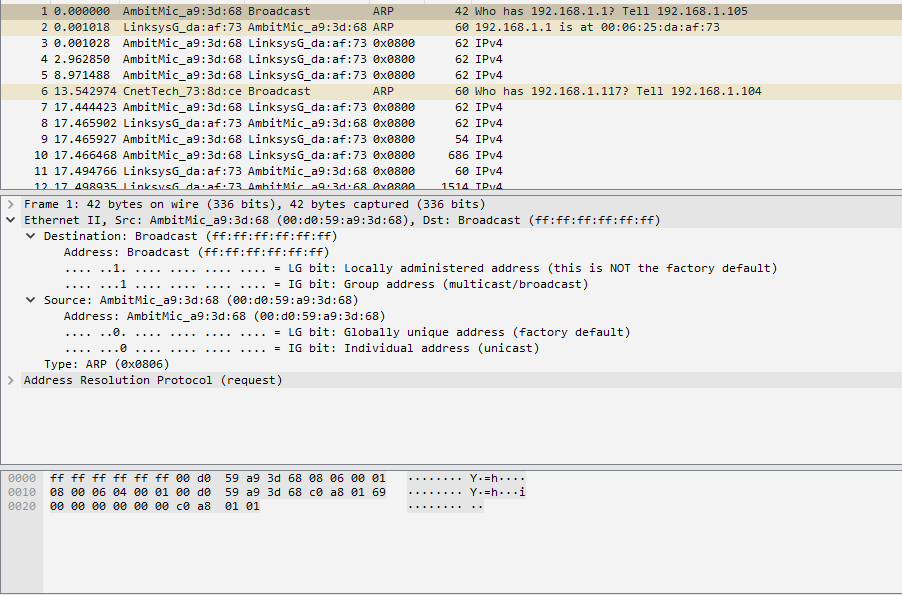 1 0.000000 AmbitMic_a9:3d:68 Broadcast ARP 42 Who has 192.168.1.1? Tell 192.168.1.105
2 0.001018 LinksysG_da:af:73 AmbitMic_a9:3d:68 ARP 60 192.168.1.1 is at 00:06:25:da:af:73
3 0.001028 AmbitMic_a9:3d:68 LinksysG_da:af:73 0x0800 62 IPv4
4 2.962850 AmbitMic_a9:3d:68 LinksysG_da:af:73 0x0800 62 IPv4
5 8.971488 AmbitMic_a9:3d:68 LinksysG_da:af:73 0x0800 62 IPv4
6 13.542974 CnetTech_73:8d:ce Broadcast ARP 60 Who has 192.168.1.117? Tell 192.168.1.104
7 17.444423 AmbitMic_a9:3d:68 LinksysG_da:af:73 0x0800 62 IPv4
8 17.465902 LinksysG_da:af:73 AmbitMic_a9:3d:68 0x0800 62 IPv4
9 17.465927 AmbitMic_a9:3d:68 LinksysG_da:af:73 0x0800 54 IPv4
10 17.466468 AmbitMic_a9:3d:68 LinksysG_da:af:73 0x0800 686 IPv4
11 17.494766 LinksysG_da:af:73 AmbitMic_a9:3d:68 0x0800 60 IPv4
12 17.498935 LinksysG_da:af:73 AmbitMic_a9:3d:68 0x0800 1514 IPv4
Frame 1: 42 bytes on wire (336 bits), 42 bytes captured (336 bits)
Ethernet II, Src: AmbitMic_a9:3d:68 (00:d0:59:a9:3d:68), Dst: Broadcast (ff:ff:ff:ff:ff:ff)
Destination: Broadcast (ff:ff:ff:ff:ff:ff)
Address: Broadcast (ff:ff:ff:ff:ff:ff)
.... ..1. .... .... .... .... = LG bit: Locally administered address (this is NOT the factory default)
.... ...1 .... .... .... .... = IG bit: Group address (multicast/broadcast)
Source: AmbitMic_a9:3d:68 (00:d0:59:a9:3d:68)
Address: AmbitMic_a9:3d:68 (00:d0:59:a9:3d:68)
.... ..0. .... .... .... .... = LG bit: Globally unique address (factory default)
.... ...0 .... .... .... .... = IG bit: Individual address (unicast)
Type: ARP (0x0806)
Address Resolution Protocol (request)
0000 ff ff ff ff ff ff 00 d0 59 a9 3d 68 08 06 00 01 ········ Y·=h····
0010 08 00 06 04 00 01 00 d0 59 a9 3d 68 c0 a8 01 69 ········ Y·=h···i
0020 00 00 00 00 00 00 c0 a8 01 01 ········ ··